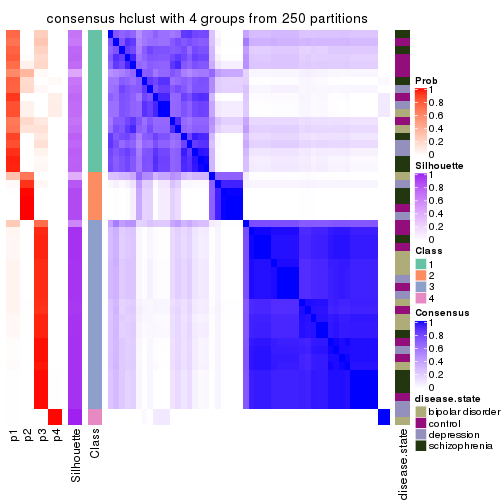 consensus hclust with 4 groups from 250 partitions
Prob
1
0.8
0.6
0.4
0.2
0
Silhouette
1
0.8
0.6
0.4
0.2
0
Class
1
2
3
4
Consensus
1
0.8
0.6
0.4
0.2
0
disease.state
bipolar disorder
control
depression
schizophrenia
p1
p2
p3
p4
Silhouette
Class
disease.state